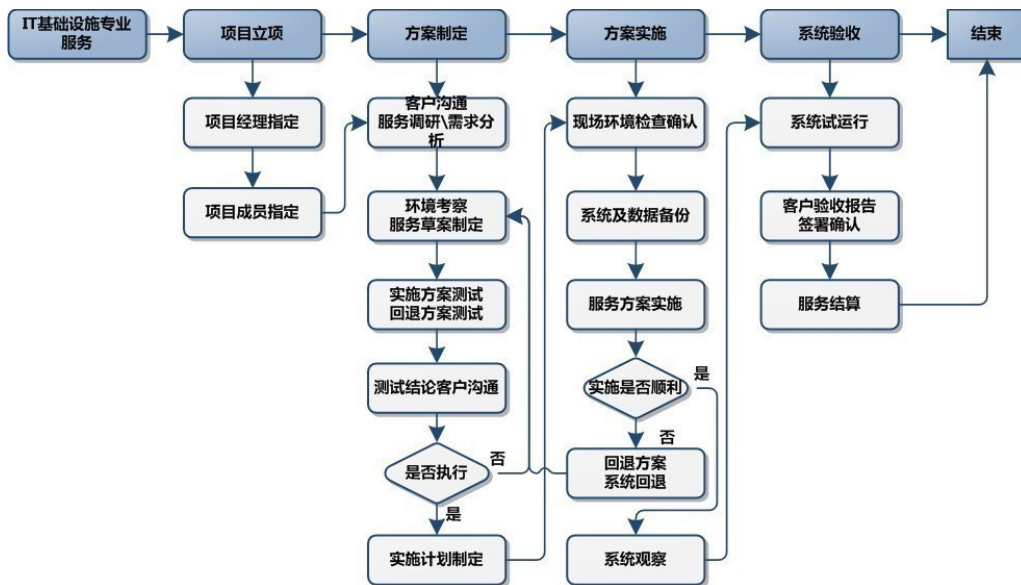 IT基础设施专业
服务
项目立项
方案制定
方案实施
系统验收
结束
项目经理指定
项目成员指定
客户沟通
服务调研\需求分
析
环境考察
服务草案制定
实施方案测试
回退方案测试
测试结论客户沟通
是否执行
否
是
实施计划制定
现场环境检查确认
系统及数据备份
服务方案实施
实施是否顺利
是
否
回退方案
系统回退
系统观察
系统试运行
客户验收报告
签署确认
服务结算